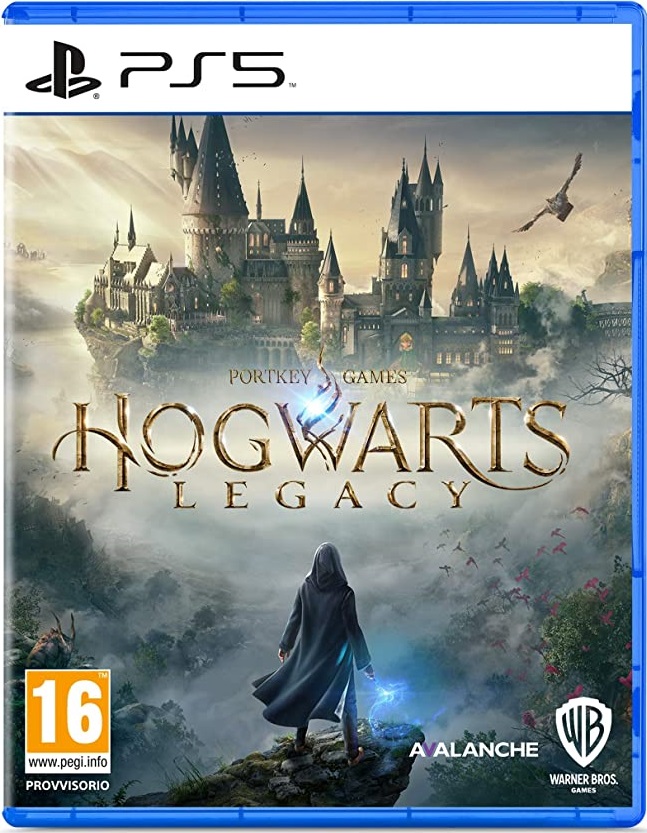 PS5
PORTKEY GAMES
HOGWARTS
LEGACY
16
www.pegi.info
PROVVISORIO
AVALANCHE
WB
WARNER BROS.
GAMES